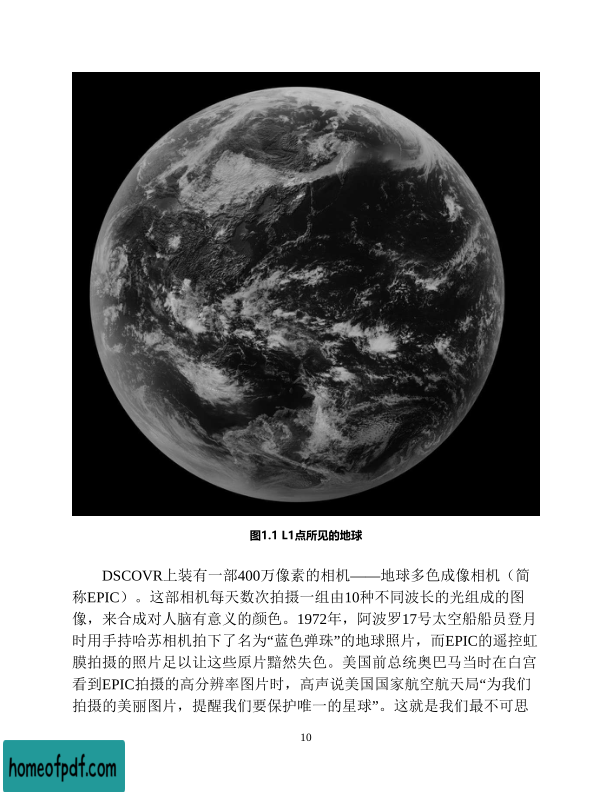 图1.1 L1点所见的地球
DSCOVR上装有一部400万像素的相机——地球多色成像相机（简
称EPIC）。这部相机每天数次拍摄一组由10种不同波长的光组成的图
像，来合成对人脑有意义的颜色。1972年，阿波罗17号太空船船员登月
时用手持哈苏相机拍下了名为“蓝色弹珠”的地球照片，而EPIC的遥控虹
膜拍摄的照片足以让这些原片黯然失色。美国前总统奥巴马当时在白宫
看到EPIC拍摄的高分辨率图片时，高声说美国国家航空航天局“为我们
拍摄的美丽图片，提醒我们要保护唯一的星球”。这就是我们最不可思
10
homeofpdf.com